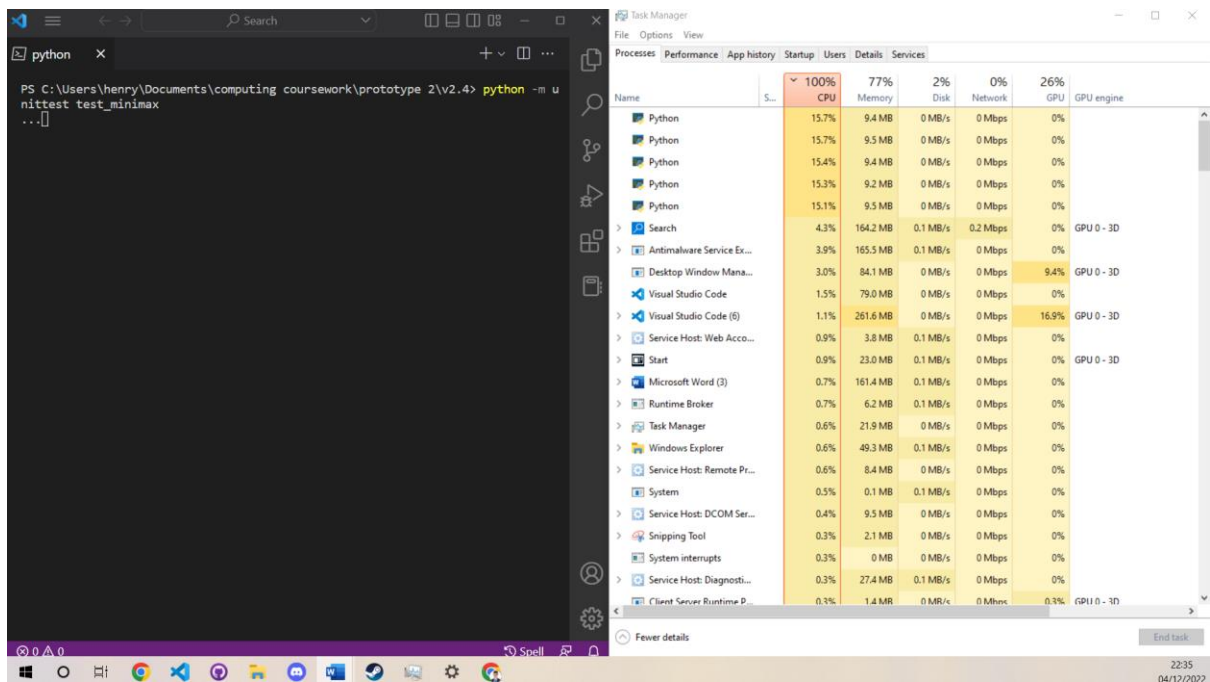 Search
python
PS C:\Users\henry\Documents\computing coursework\prototype 2\v2.4> python -m u
nittest test_minimax
...
0 0
Spell
Task Manager
File Options View
Processes Performance App history Startup Users Details Services
100% 77% 2% 0% 26%
Name S... CPU Memory Disk Network GPU GPU engine
Python 15.7% 9.4 MB 0 MB/s 0 Mbps 0%
Python 15.7% 9.5 MB 0 MB/s 0 Mbps 0%
Python 15.4% 9.4 MB 0 MB/s 0 Mbps 0%
Python 15.3% 9.2 MB 0 MB/s 0 Mbps 0%
Python 15.1% 9.5 MB 0 MB/s 0 Mbps 0%
Search 4.3% 164.2 MB 0.1 MB/s 0.2 Mbps 0% GPU 0 - 3D
Antimalware Service Ex... 3.9% 165.5 MB 0.1 MB/s 0 Mbps 0%
Desktop Window Mana... 3.0% 84.1 MB 0 MB/s 0 Mbps 9.4% GPU 0 - 3D
Visual Studio Code 1.5% 79.0 MB 0 MB/s 0 Mbps 0%
Visual Studio Code (6) 1.1% 261.6 MB 0 MB/s 0 Mbps 16.9% GPU 0 - 3D
Service Host: Web Acco... 0.9% 3.8 MB 0.1 MB/s 0 Mbps 0%
Start 0.9% 23.0 MB 0.1 MB/s 0 Mbps 0% GPU 0 - 3D
Microsoft Word (3) 0.7% 161.4 MB 0.1 MB/s 0 Mbps 0%
Runtime Broker 0.7% 6.2 MB 0.1 MB/s 0 Mbps 0%
Task Manager 0.6% 21.9 MB 0 MB/s 0 Mbps 0%
Windows Explorer 0.6% 49.3 MB 0.1 MB/s 0 Mbps 0%
Service Host: Remote Pr... 0.6% 8.4 MB 0 MB/s 0 Mbps 0%
System 0.5% 0.1 MB 0.1 MB/s 0 Mbps 0%
Service Host: DCOM Ser... 0.4% 9.5 MB 0 MB/s 0 Mbps 0%
Snipping Tool 0.3% 2.1 MB 0 MB/s 0 Mbps 0%
System interrupts 0.3% 0 MB 0 MB/s 0 Mbps 0%
Service Host: Diagnosti... 0.3% 27.4 MB 0.1 MB/s 0 Mbps 0%
Client Server Runtime P... 0.3% 1.4 MB 0 MB/s 0 Mbps 0.3% GPU 0 - 3D
Fewer details
End task
22:35
04/12/2022